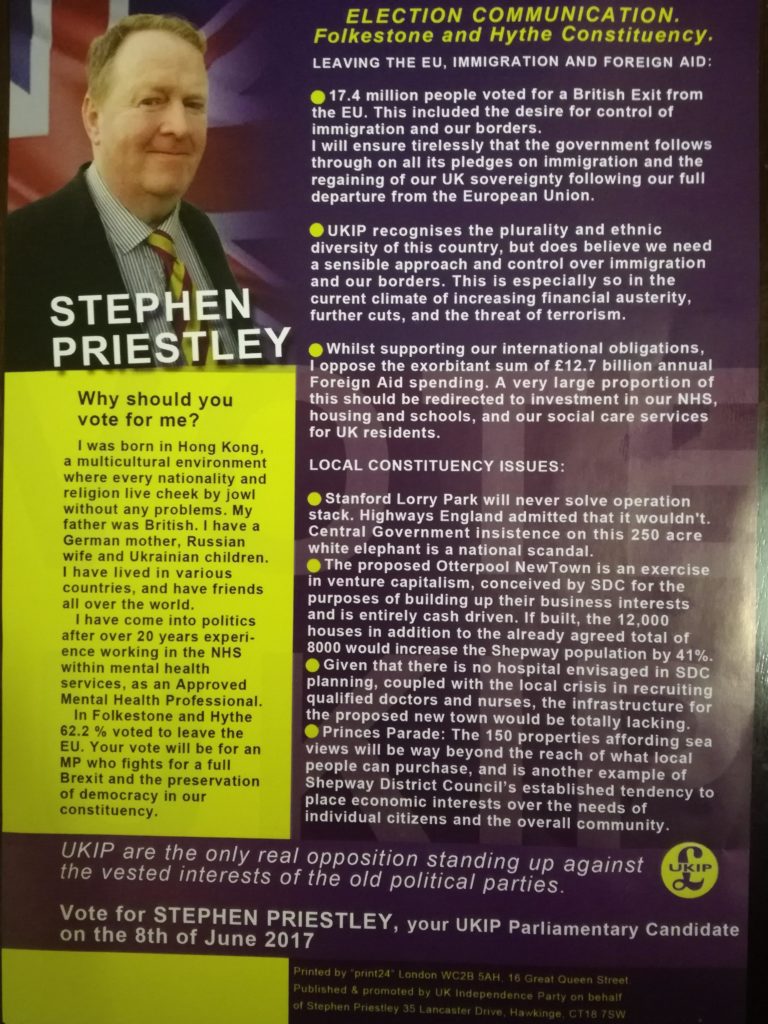 ELECTION COMMUNICATION.
Folkestone and Hythe Constituency.
LEAVING THE EU, IMMIGRATION AND FOREIGN AID:
17.4 million people voted for a British Exit from
the EU. This included the desire for control of
immigration and our borders.
I will ensure tirelessly that the government follows
through on all its pledges on immigration and the
regaining of our UK sovereignty following our full
departure from the European Union.
UKIP recognises the plurality and ethnic
diversity of this country, but does believe we need
a sensible approach and control over immigration
and our borders. This is especially so in the
current climate of increasing financial austerity,
further cuts, and the threat of terrorism.
Whilst supporting our international obligations,
I oppose the exorbitant sum of £12.7 billion annual
Foreign Aid spending. A very large proportion of
this should be redirected to investment in our NHS,
housing and schools, and our social care services
for UK residents.
LOCAL CONSTITUENCY ISSUES:
Stanford Lorry Park will never solve operation
stack. Highways England admitted that it wouldn't.
Central Government insistence on this 250 acre
white elephant is a national scandal.
The proposed Otterpool NewTown is an exercise
in venture capitalism, conceived by SDC for the
purposes of building up their business interests
and is entirely cash driven. If built, the 12,000
houses in addition to the already agreed total of
8000 would increase the Shepway population by 41%.
Given that there is no hospital envisaged in SDC
planning, coupled with the local crisis in recruiting
qualified doctors and nurses, the infrastructure for
the proposed new town would be totally lacking.
Princes Parade: The 150 properties affording sea
views will be way beyond the reach of what local
people can purchase, and is another example of
Shepway District Council's established tendency to
place economic interests over the needs of
individual citizens and the overall community.
STEPHEN
PRIESTLEY
Why should you
vote for me?
I was born in Hong Kong,
a multicultural environment
where every nationality and
religion live cheek by jowl
without any problems. My
father was British. I have a
German mother, Russian
wife and Ukrainian children.
I have lived in various
countries, and have friends
all over the world.
I have come into politics
after over 20 years experi-
ence working in the NHS
within mental health
services, as an Approved
Mental Health Professional.
In Folkestone and Hythe
62.2 % voted to leave the
EU. Your vote will be for an
MP who fights for a full
Brexit and the preservation
of democracy in our
constituency.
UKIP are the only real opposition standing up against
the vested interests of the old political parties.
£
UKIP
Vote for STEPHEN PRIESTLEY, your UKIP Parliamentary Candidate
on the 8th of June 2017
Printed by "print24" London WC2B 5AH, 16 Great Queen Street
Published & promoted by UK Independence Party on behalf
of Stephen Priestley 35 Lancaster Drive, Hawkinge, CT18 7SW